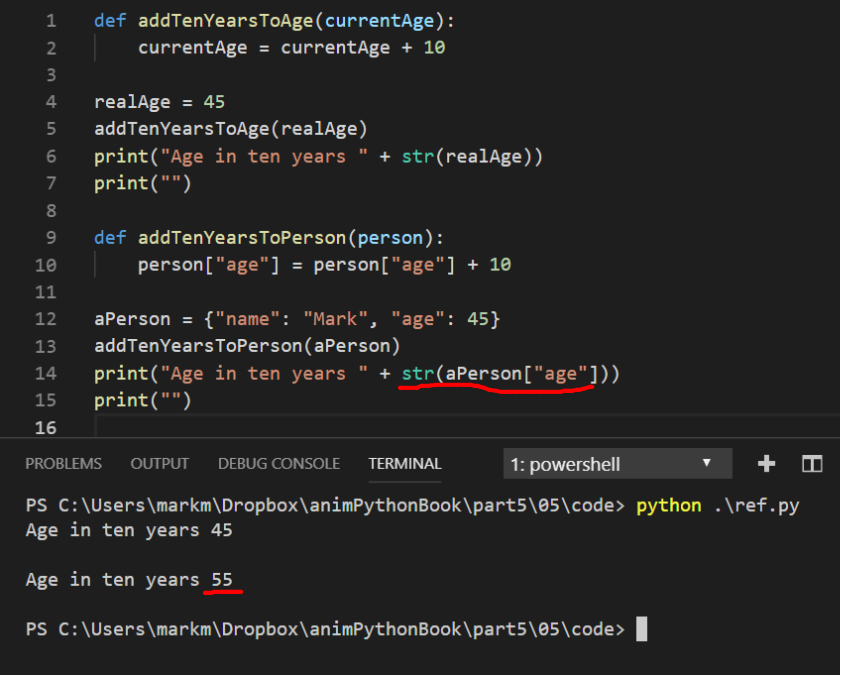 1 def addTenYearsToAge(currentAge):
2     currentAge = currentAge + 10
3
4 realAge = 45
5 addTenYearsToAge(realAge)
6 print("Age in ten years " + str(realAge))
7 print("")
8
9 def addTenYearsToPerson(person):
10     person["age"] = person["age"] + 10
11
12 aPerson = {"name": "Mark", "age": 45}
13 addTenYearsToPerson(aPerson)
14 print("Age in ten years " + str(aPerson["age"]))
15 print("")
16
PROBLEMS OUTPUT DEBUG CONSOLE TERMINAL 1: powershell
PS C:\Users\markm\Dropbox\animPythonBook\part5\05\code> python .\ref.py
Age in ten years 45
Age in ten years 55
PS C:\Users\markm\Dropbox\animPythonBook\part5\05\code>